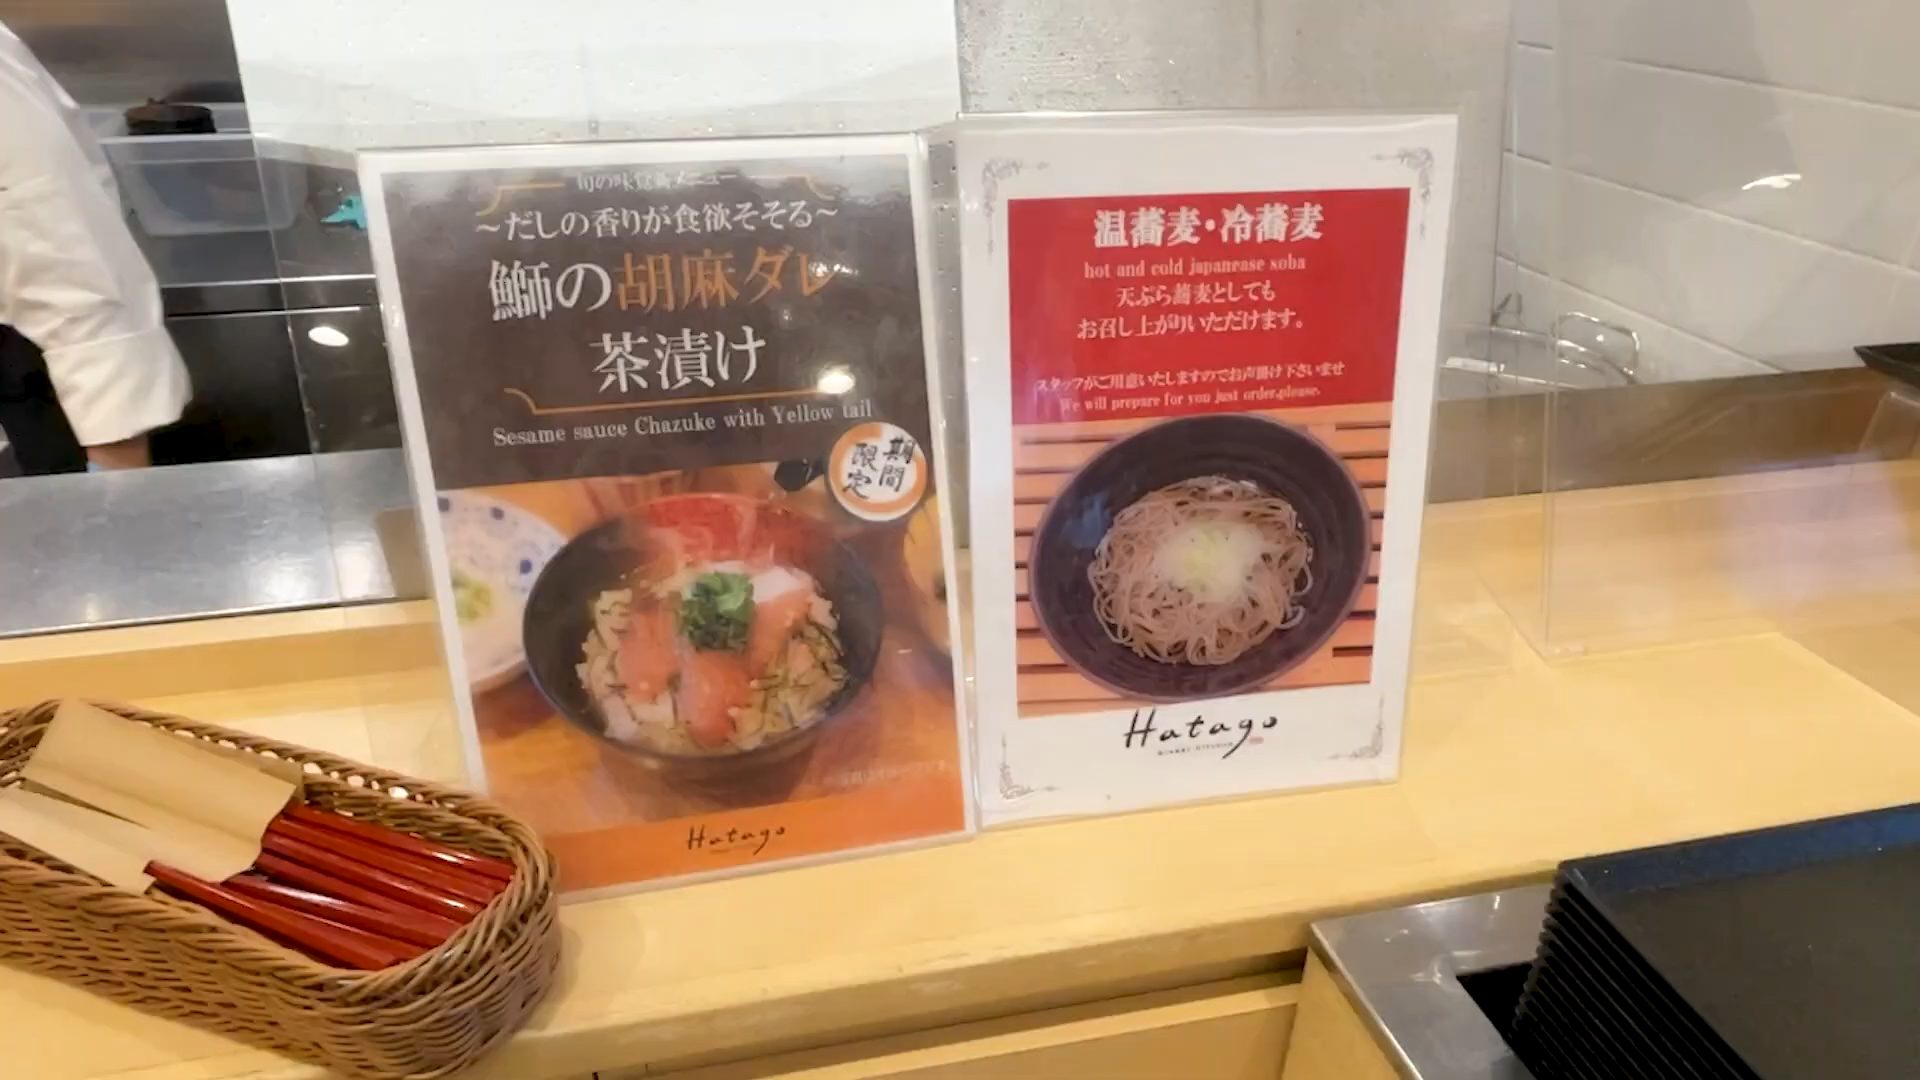 旬の味覚新メニュー
～だしの香りが食欲そそる～
鰤の胡麻ダレ
茶漬け
Sesame sauce Chazuke with Yellow tail
期間
限定
Hatago
温蕎麦・冷蕎麦
hot and cold japanease soba
天ぷら蕎麦としても
お召し上がりいただけます。
スタッフがご用意いたしますのでお声掛け下さいませ
We will prepare for you just order,please.
Hatago